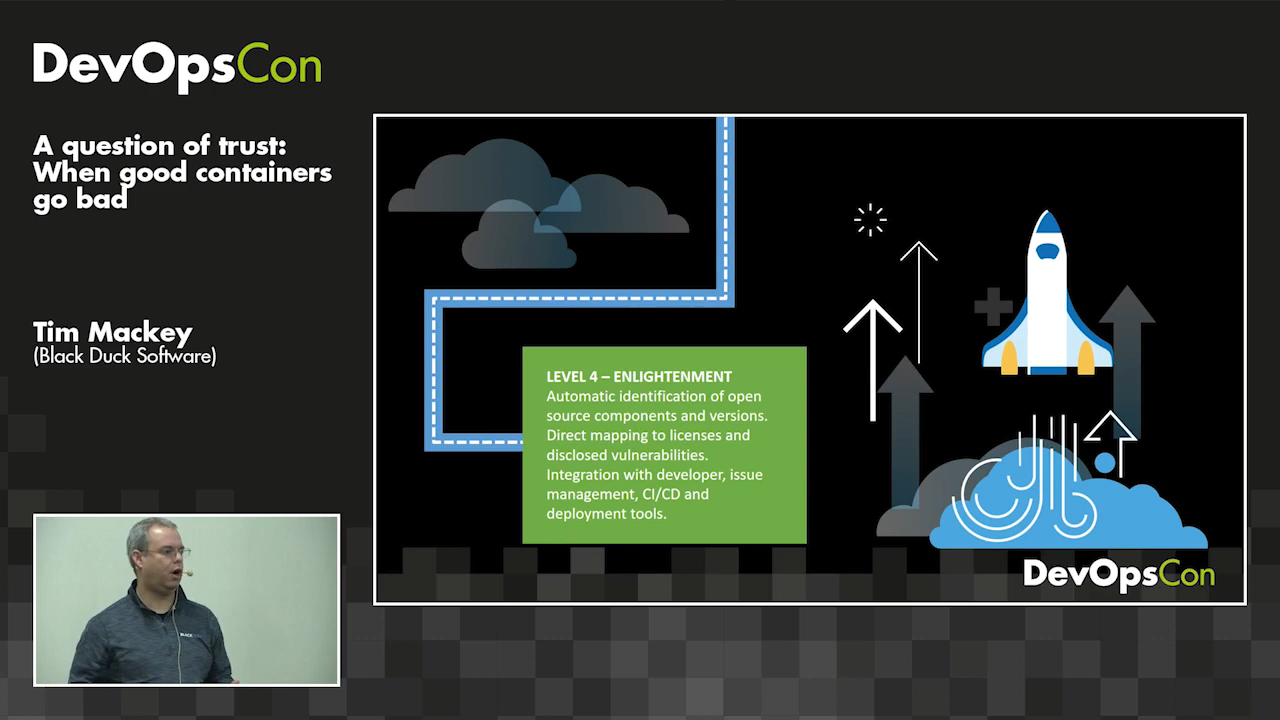 DevOpsCon
A question of trust:
When good containers
go bad
Tim Mackey
(Black Duck Software)
LEVEL 4 – ENLIGHTENMENT
Automatic identification of open
source components and versions.
Direct mapping to licenses and
disclosed vulnerabilities.
Integration with developer, issue
management, CI/CD and
deployment tools.
DevOpsCon
BLACK